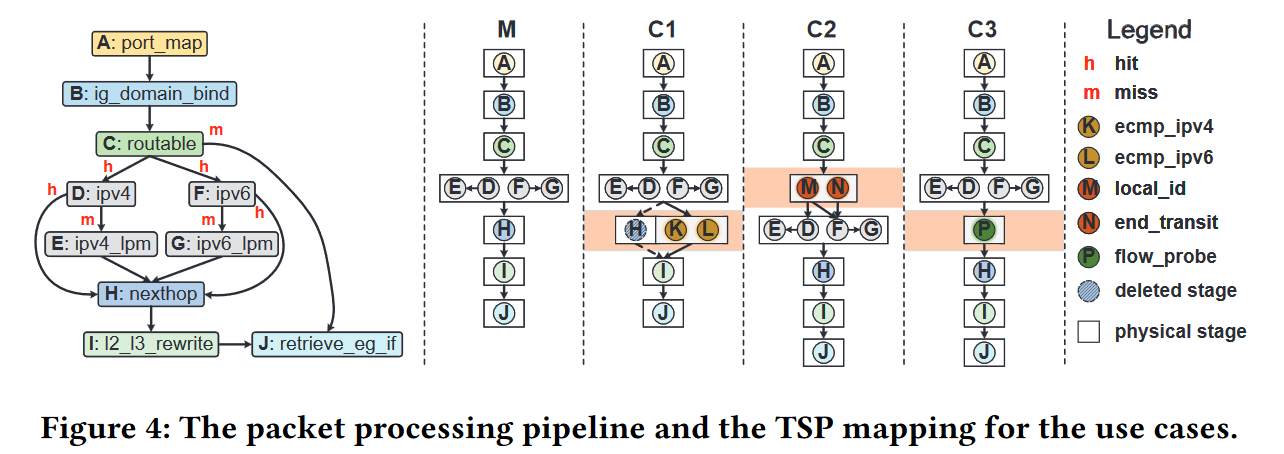 A: port_map
B: ig_domain_bind
C: routable
m
h
h
h
D: ipv4
F: ipv6
m
m
h
E: ipv4_lpm
G: ipv6_lpm
H: nexthop
I: l2_l3_rewrite
J: retrieve_eg_if
M
A
B
C
E D F G
H
I
J
C1
A
B
C
E D F G
H K L
I
J
C2
A
B
C
M N
E D F G
H
I
J
C3
A
B
C
E D F G
P
H
I
J
Legend
h hit
m miss
K ecmp_ipv4
L ecmp_ipv6
M local_id
N end_transit
P flow_probe
deleted stage
physical stage
Figure 4: The packet processing pipeline and the TSP mapping for the use cases.